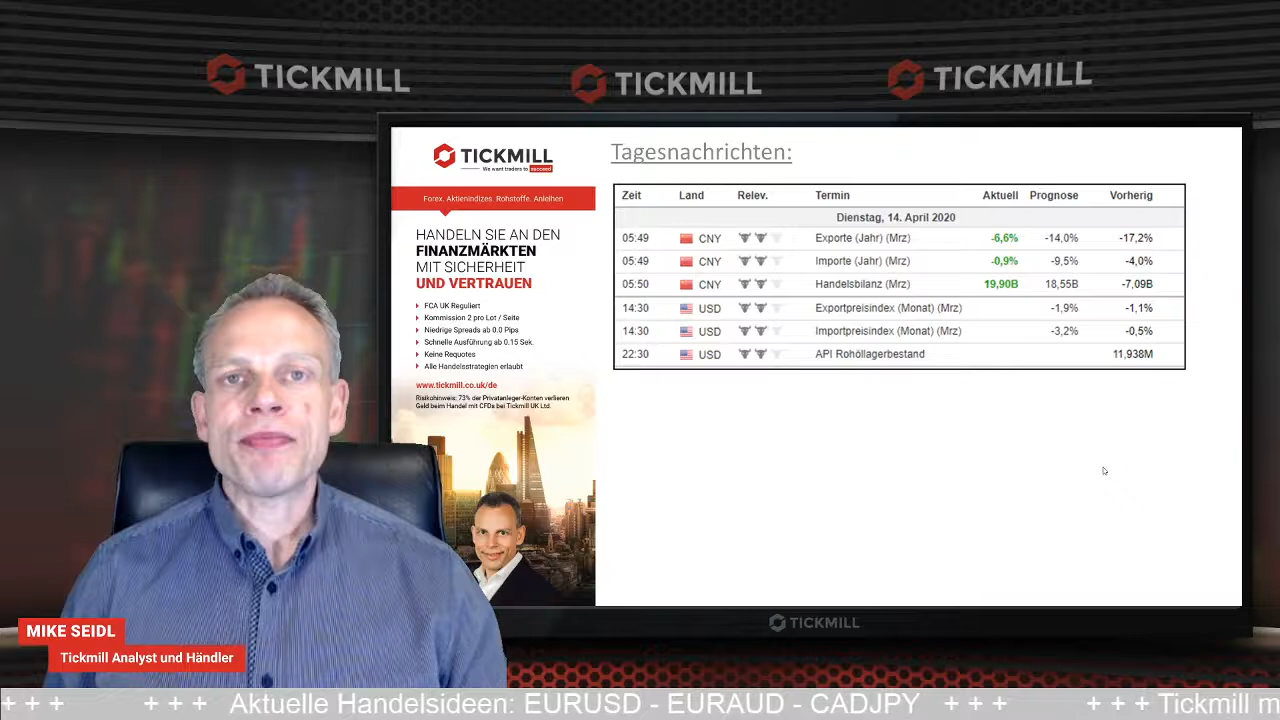 TICKMILL
TICKMILL
TICKMILL
TICKMILL
We want traders to succeed
Forex. Aktienindizes. Rohstoffe. Anleihen
HANDELN SIE AN DEN
FINANZMÄRKTEN
MIT SICHERHEIT
UND VERTRAUEN
FCA UK Reguliert
Kommission 2 pro Lot / Seite
Niedrige Spreads ab 0.0 Pips
Schnelle Ausführung ab 0.15 Sek.
Keine Requotes
Alle Handelsstrategien erlaubt
www.tickmill.co.uk/de
Risikohinweis: 73% der Privatanleger-Konten verlieren
Geld beim Handel mit CFDs bei Tickmill UK Ltd.
Tagesnachrichten:
Zeit Land Relev. Termin Aktuell Prognose Vorherig
Dienstag, 14. April 2020
05:49 CNY Exporte (Jahr) (Mrz) -6,6% -14,0% -17,2%
05:49 CNY Importe (Jahr) (Mrz) -0,9% -9,5% -4,0%
05:50 CNY Handelsbilanz (Mrz) 19,90B 18,55B -7,09B
14:30 USD Exportpreisindex (Monat) (Mrz) -1,9% -1,1%
14:30 USD Importpreisindex (Monat) (Mrz) -3,2% -0,5%
22:30 USD API Rohöllagerbestand 11,938M
TICKMILL
MIKE SEIDL
Tickmill Analyst und Händler
+ + + + + + Aktuelle Handelsideen: EURUSD - EURAUD - CADJPY + + + + + + Tickmill m